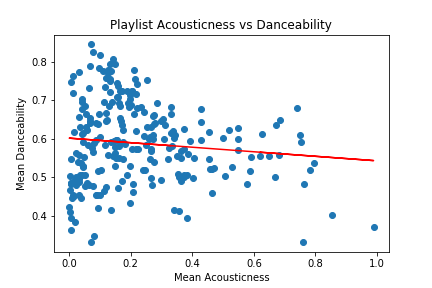 Playlist Acousticness vs Danceability
Mean Danceability
0.8
0.7
0.6
0.5
0.4
0.0 0.2 0.4 0.6 0.8 1.0
Mean Acousticness